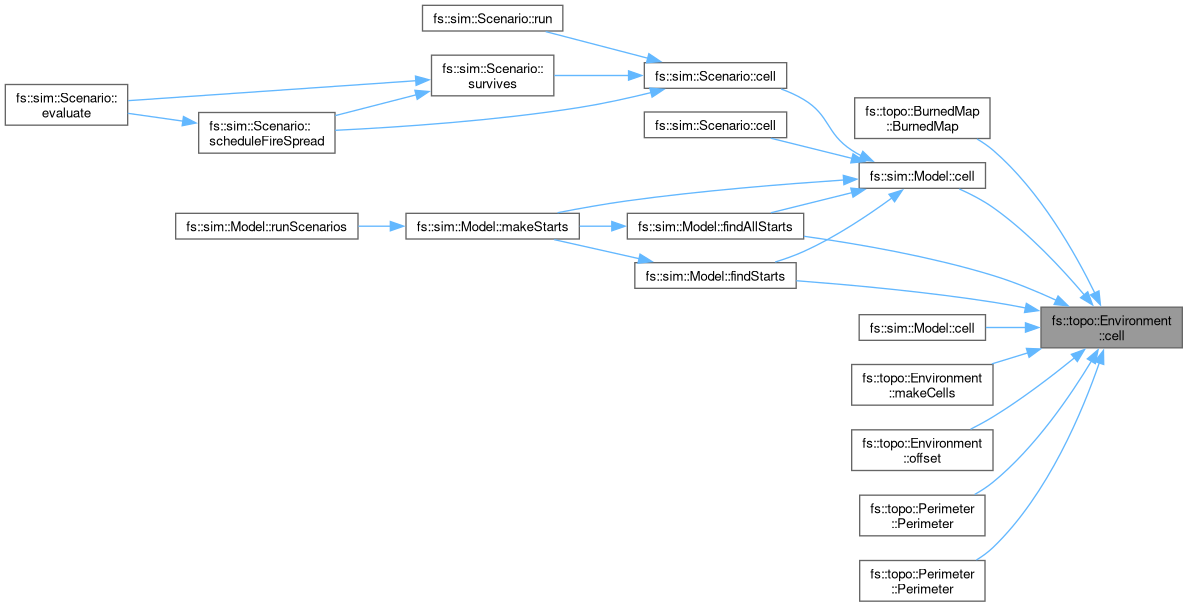 fs::sim::Scenario::run
fs::sim::Scenario::
survives
fs::sim::Scenario::cell
fs::sim::Scenario::
evaluate
fs::topo::BurnedMap
::BurnedMap
fs::sim::Scenario::
scheduleFireSpread
fs::sim::Scenario::cell
fs::sim::Model::cell
fs::sim::Model::runScenarios
fs::sim::Model::makeStarts
fs::sim::Model::findAllStarts
fs::sim::Model::findStarts
fs::topo::Environment
::cell
fs::sim::Model::cell
fs::topo::Environment
::makeCells
fs::topo::Environment
::offset
fs::topo::Perimeter
::Perimeter
fs::topo::Perimeter
::Perimeter